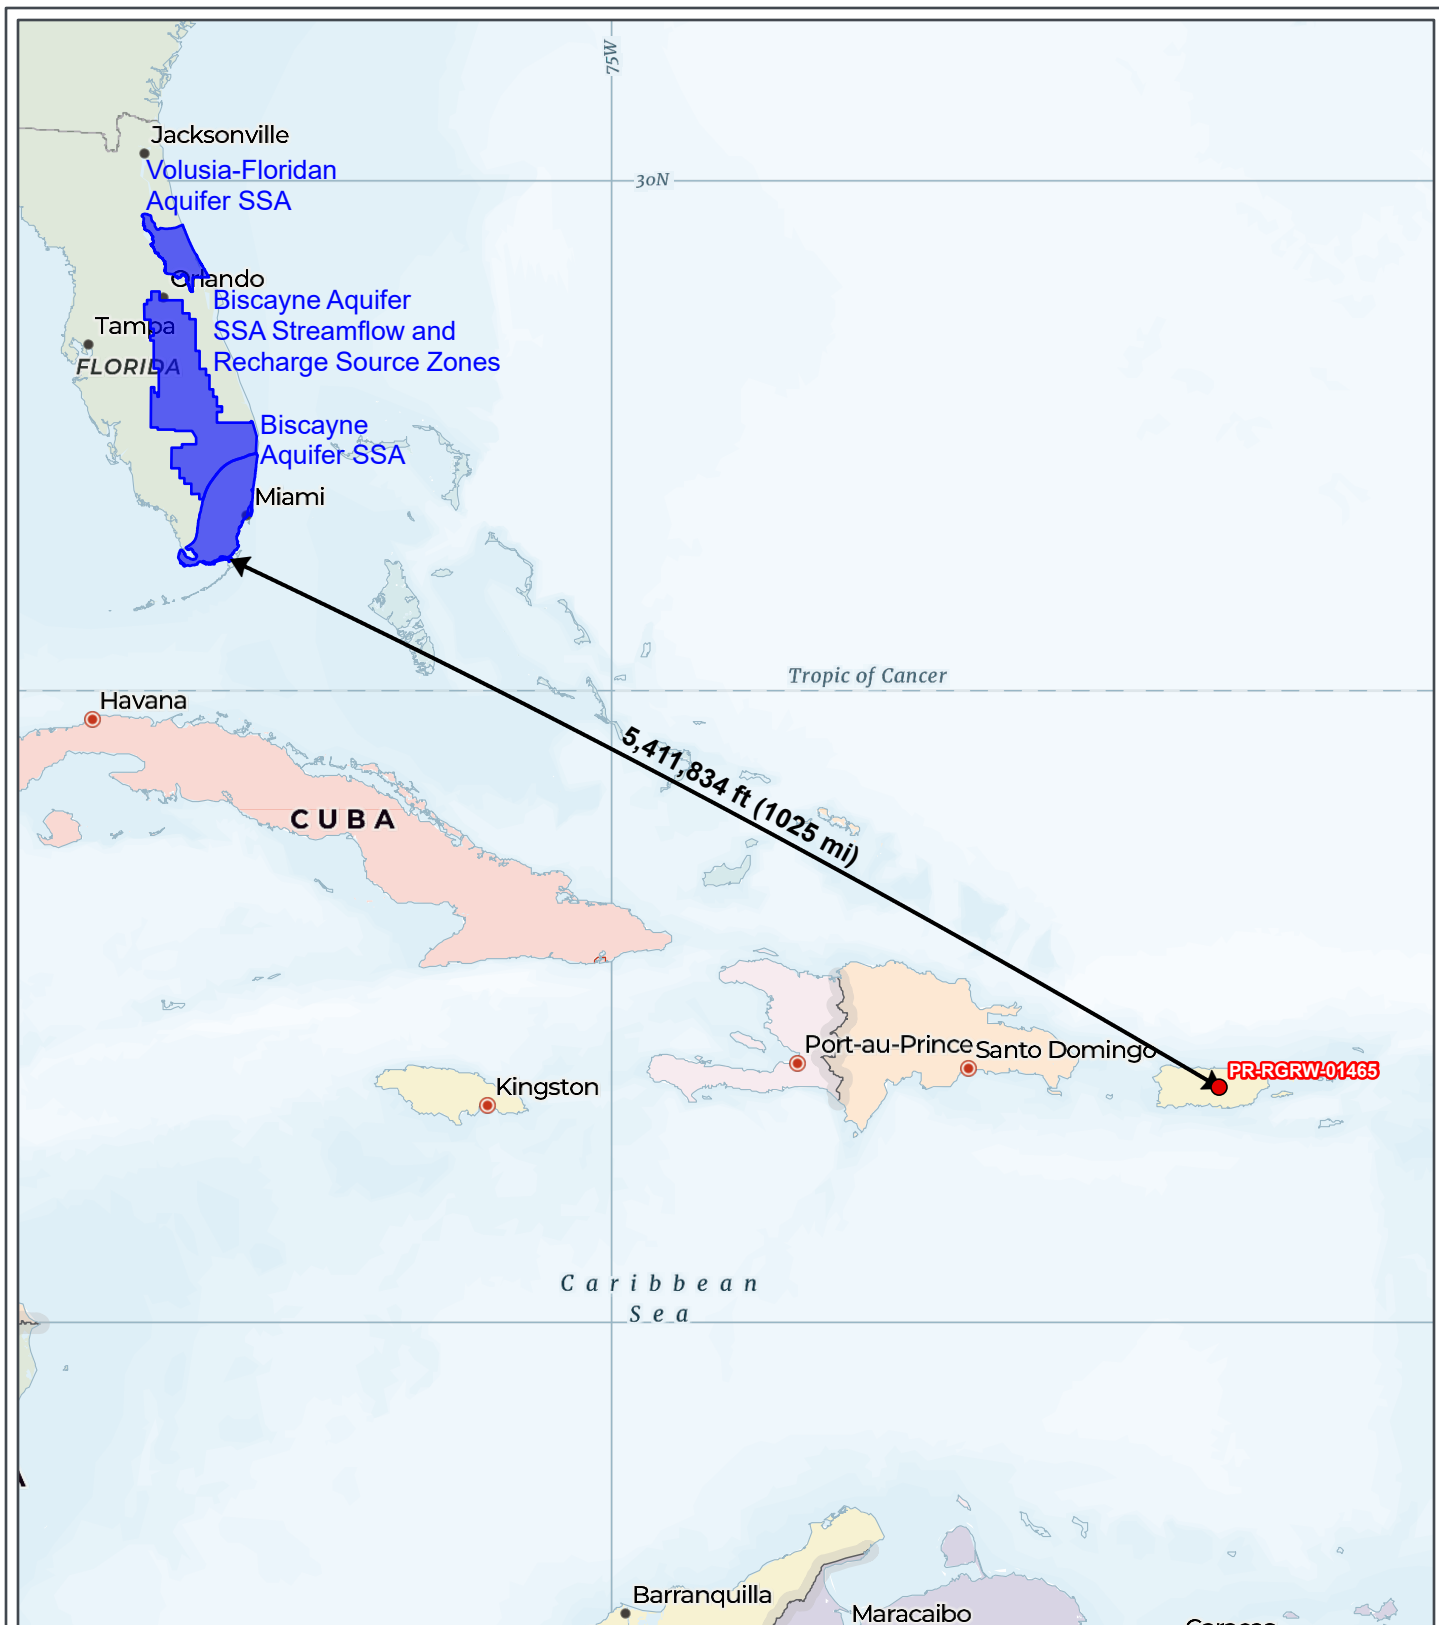 75W
Jacksonville
Volusia-Floridan
Aquifer SSA
30N
Orlando
Biscayne Aquifer
SSA Streamflow and
Recharge Source Zones
Tampa
FLORIDA
Biscayne
Aquifer SSA
Miami
Tropic of Cancer
Havana
5,411,834 ft (1025 mi)
CUBA
Port-au-Prince
Santo Domingo
PR-RGRW-01465
Kingston
Caribbean
Sea
Barranquilla
Maracaibo